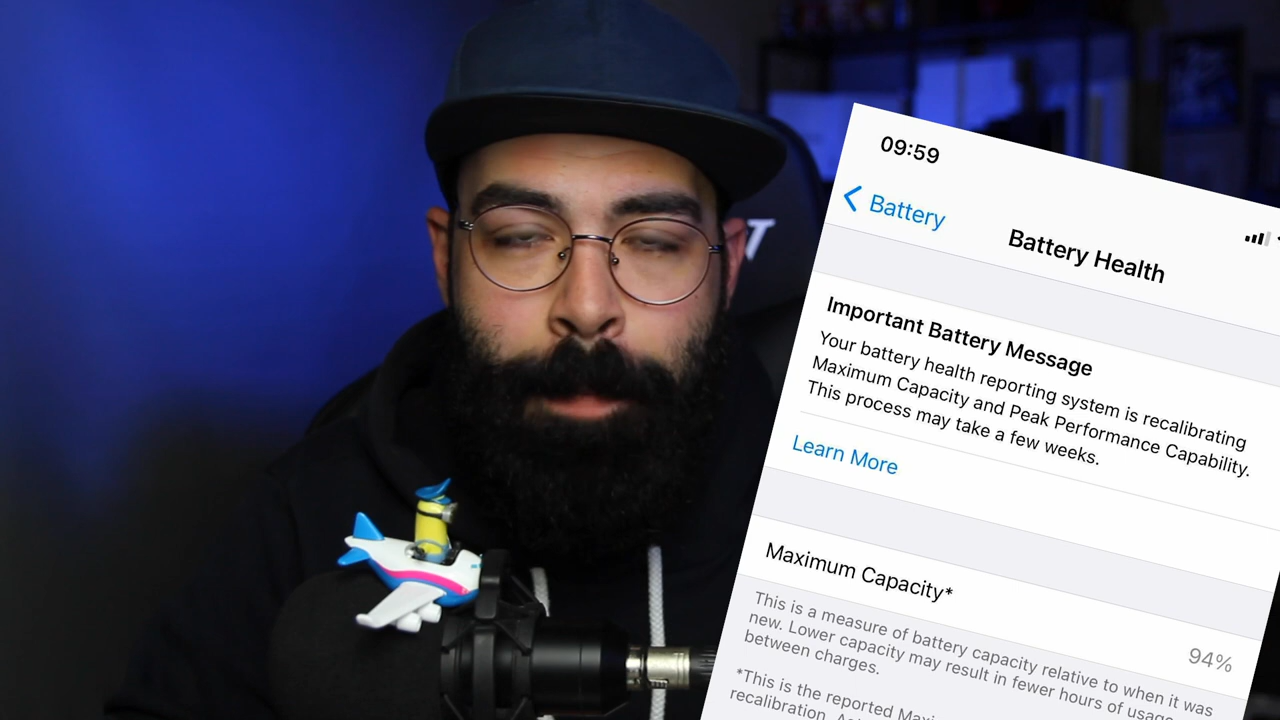 09:59
Battery
Battery Health
Important Battery Message
Your battery health reporting system is recalibrating
Maximum Capacity and Peak Performance Capability.
This process may take a few weeks.
Learn More
Maximum Capacity*
94%
This is a measure of battery capacity relative to when it was
new. Lower capacity may result in fewer hours of usage
between charges.
*This is the reported
recalibration.